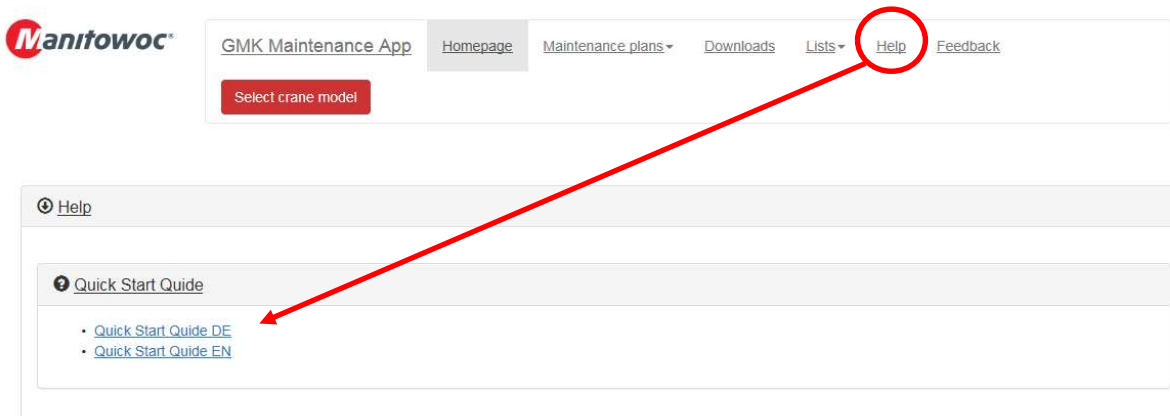 Manitowoc®
GMK Maintenance App Homepage Maintenance plans Downloads Lists Help Feedback
Select crane model
Help
Quick Start Quide
Quick Start Quide DE
Quick Start Quide EN